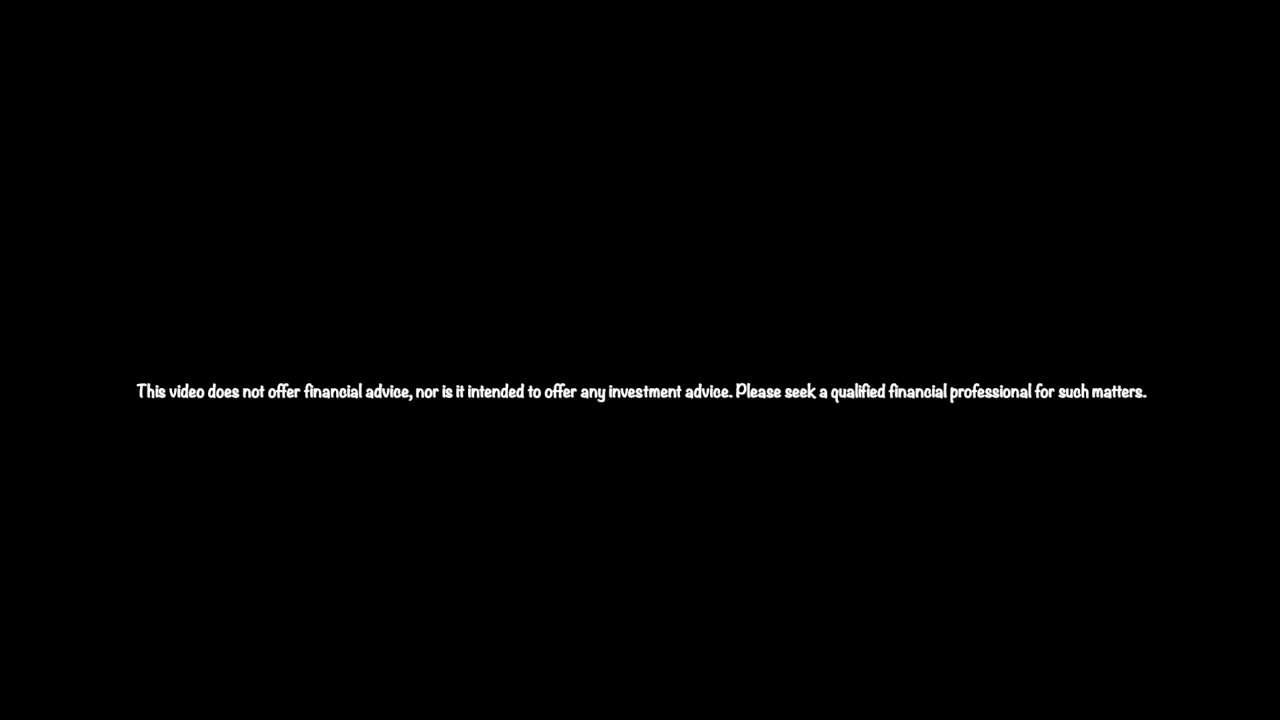 This video does not offer financial advice, nor is it intended to offer any investment advice. Please seek a qualified financial professional for such matters.